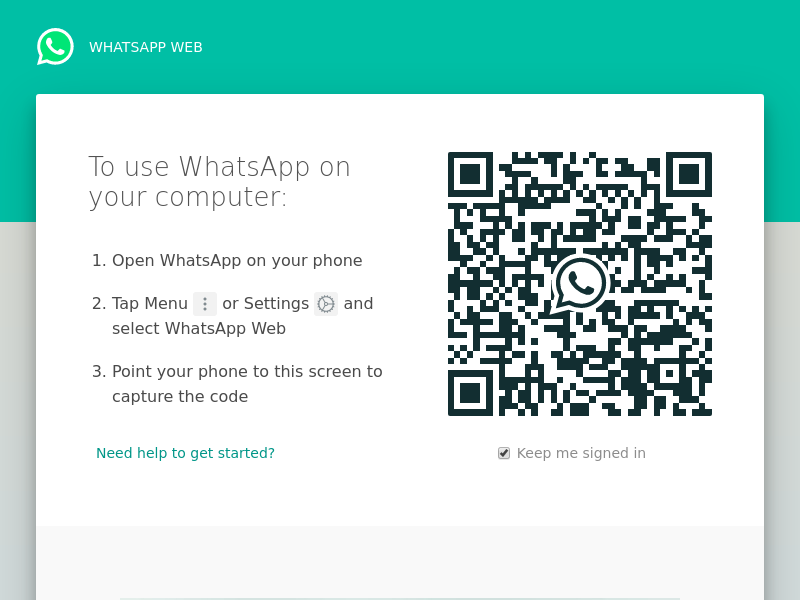 WHATSAPP WEB
To use WhatsApp on
your computer:
1. Open WhatsApp on your phone
2. Tap Menu or Settings and
select WhatsApp Web
3. Point your phone to this screen to
capture the code
Need help to get started?
Keep me signed in